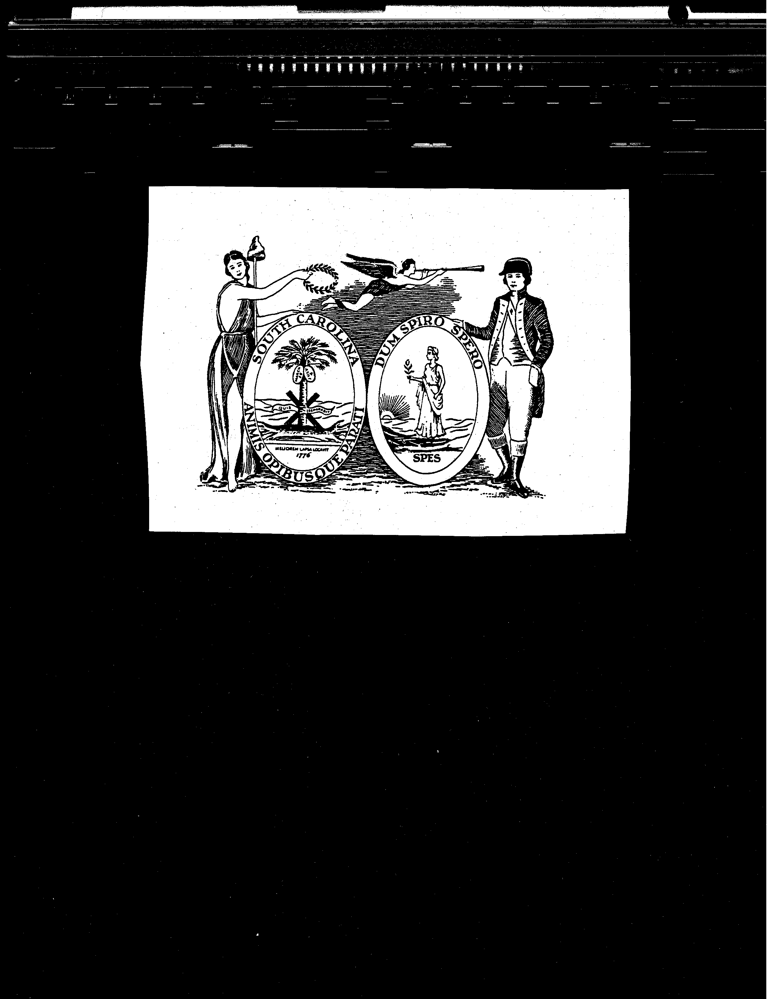 SOUTH CAROLINA
ANIMIS OPIBUSQUE PARATI
QUIS SEPARABIT
MELIOREM LAPSA LOCAVIT
1776
DUM SPIRO SPERO
SPES